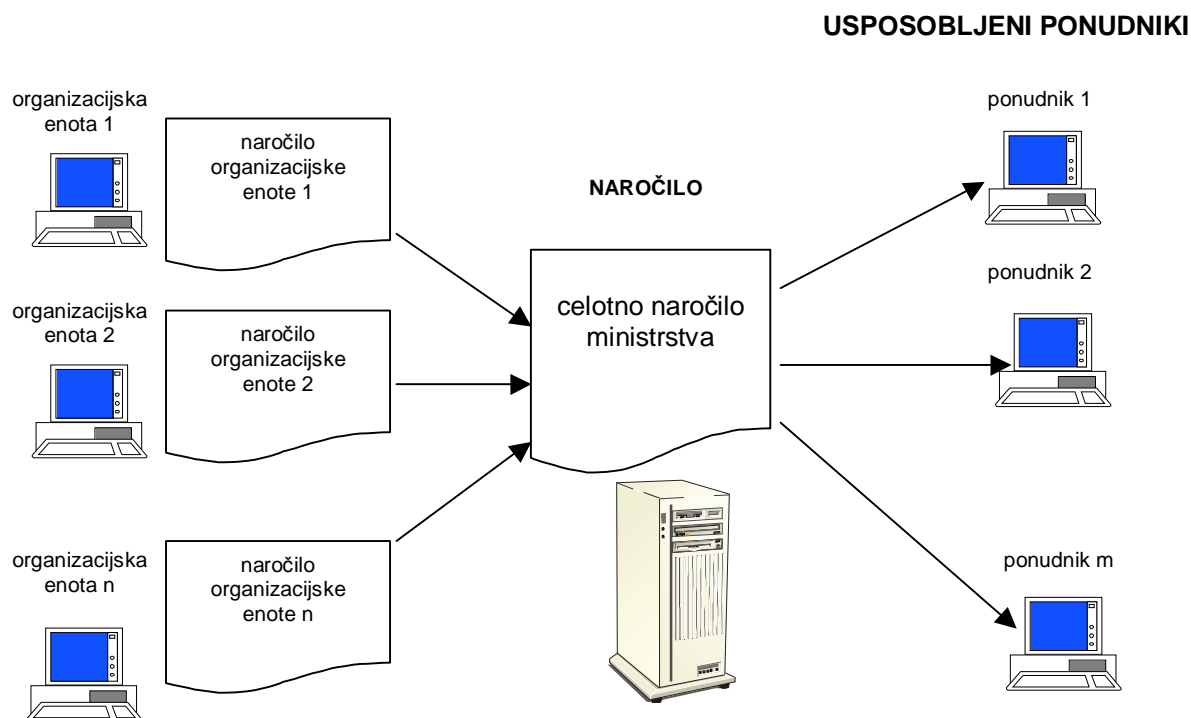 USPOSOBLJENI PONUDNIKI
organizacijska
enota 1
naročilo
organizacijske
enote 1
NAROČILO
ponudnik 1
organizacijska
enota 2
naročilo
organizacijske
enote 2
celotno naročilo
ministrstva
ponudnik 2
organizacijska
enota n
naročilo
organizacijske
enote n
ponudnik m